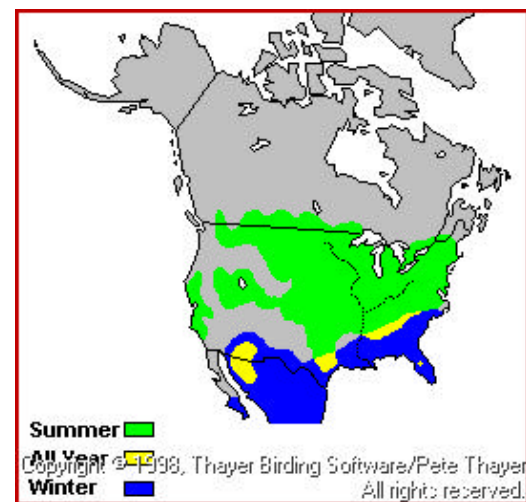 Summer
All Year
Copyright © 1998, Thayer Birding Software/Pete Thayer
Winter
All rights reserved.